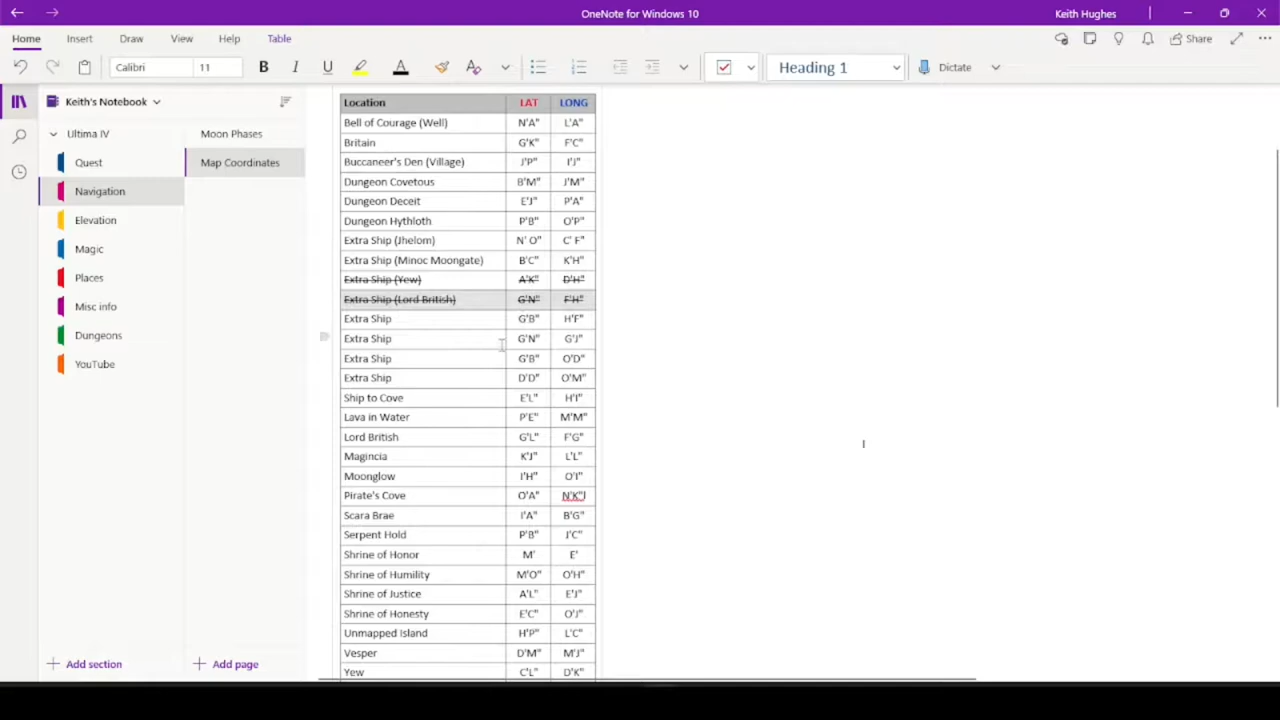 OneNote for Windows 10
Keith Hughes
Home Insert Draw View Help Table
Share
Calibri 11 B I U A Heading 1 Dictate
Keith's Notebook
Ultima IV
Quest
Navigation
Elevation
Magic
Places
Misc info
Dungeons
YouTube
Add section
Moon Phases
Map Coordinates
Add page
Location LAT LONG
Bell of Courage (Well) N'A" L'A"
Britain G'K" F'C"
Buccaneer's Den (Village) J'P" I'J"
Dungeon Covetous B'M" J'M"
Dungeon Deceit E'J" P'A"
Dungeon Hythloth P'B" O'P"
Extra Ship (Jhelom) N' O" C' F"
Extra Ship (Minoc Moongate) B'C" K'H"
Extra Ship (Yew) A'K" D'H"
Extra Ship (Lord British) G'N" F'H"
Extra Ship G'B" H'F"
Extra Ship G'N" G'J"
Extra Ship G'B" O'D"
Extra Ship D'D" O'M"
Ship to Cove E'L" H'I"
Lava in Water P'E" M'M"
Lord British G'L" F'G"
Magincia K'J" L'L"
Moonglow I'H" O'I"
Pirate's Cove O'A" N'K"J
Scara Brae I'A" B'G"
Serpent Hold P'B" J'C"
Shrine of Honor M' E'
Shrine of Humility M'O" O'H"
Shrine of Justice A'L" E'J"
Shrine of Honesty E'C" O'J"
Unmapped Island H'P" L'C"
Vesper D'M" M'J"
Yew C'L" D'K"